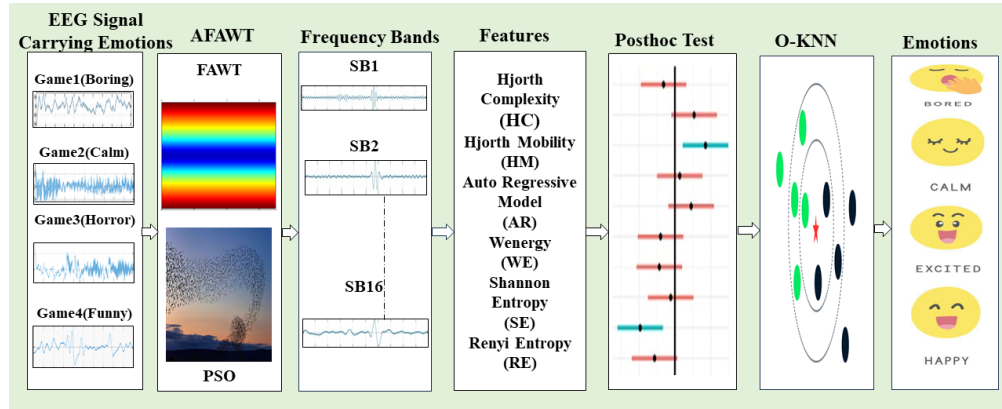 EEG Signal
Carrying Emotions
AFAWT
Frequency Bands
Features
Posthoc Test
O-KNN
Emotions
Game1(Boring)
Game2(Calm)
Game3(Horror)
Game4(Funny)
FAWT
PSO
SB1
SB2
SB16
Hjorth
Complexity
(HC)
Hjorth Mobility
(HM)
Auto Regressive
Model
(AR)
Wenergy
(WE)
Shannon
Entropy
(SE)
Renyi Entropy
(RE)
BORED
CALM
EXCITED
HAPPY